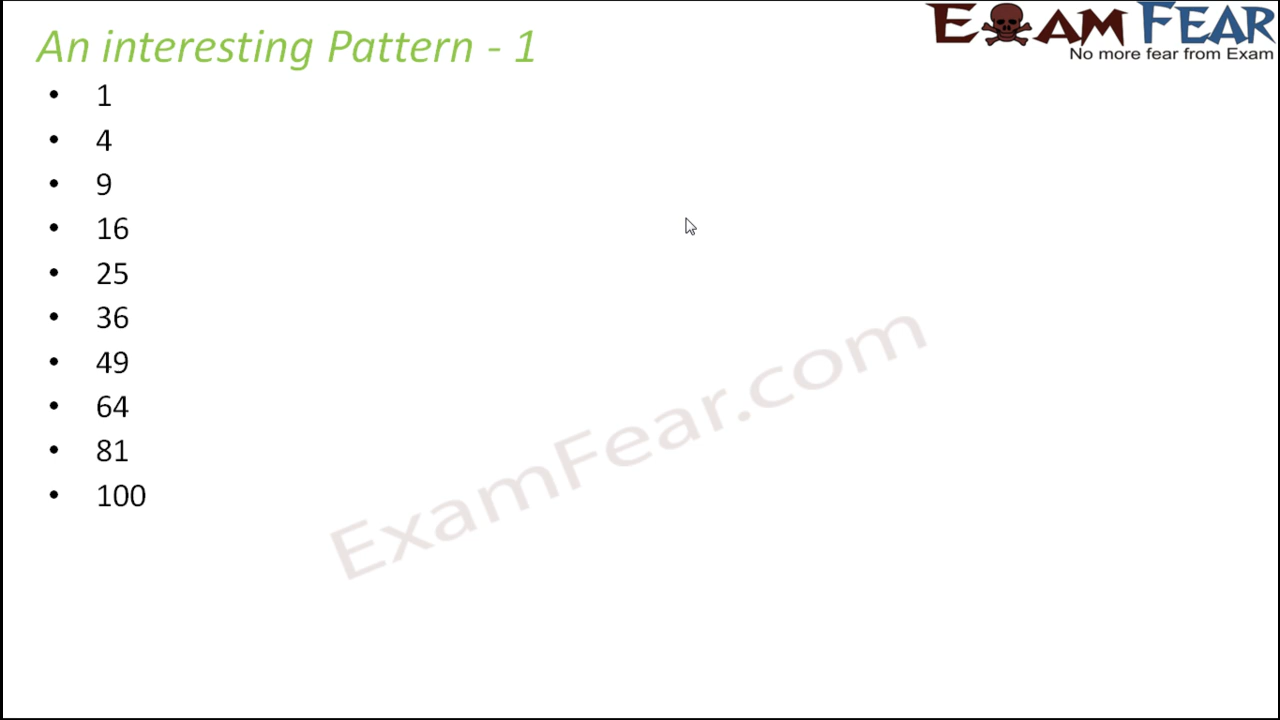 An interesting Pattern - 1
EXAM FEAR
No more fear from Exam
• 1
• 4
• 9
• 16
• 25
• 36
• 49
• 64
• 81
• 100
ExamFear.com